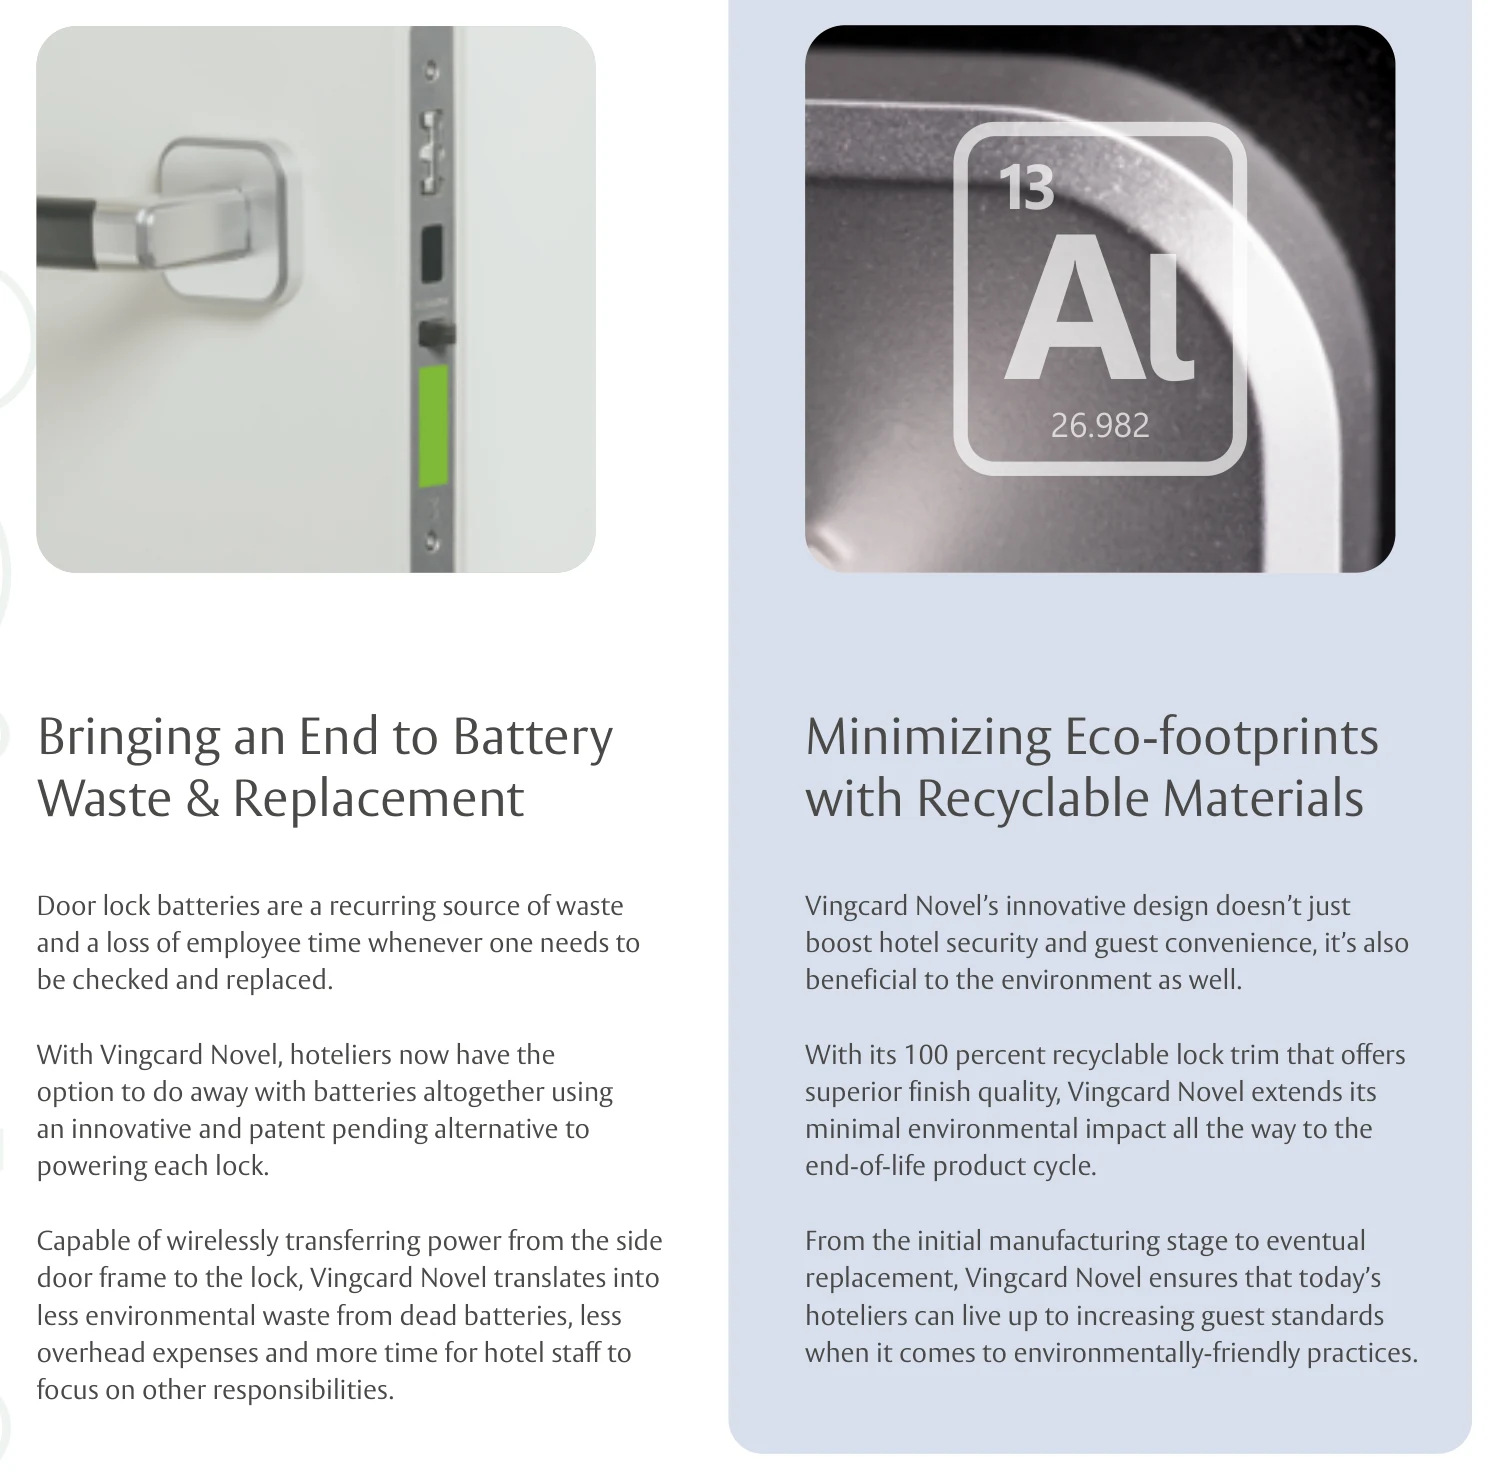 Bringing an End to Battery
Waste & Replacement
Door lock batteries are a recurring source of waste
and a loss of employee time whenever one needs to
be checked and replaced.
With Vingcard Novel, hoteliers now have the
option to do away with batteries altogether using
an innovative and patent pending alternative to
powering each lock.
Capable of wirelessly transferring power from the side
door frame to the lock, Vingcard Novel translates into
less environmental waste from dead batteries, less
overhead expenses and more time for hotel staff to
focus on other responsibilities.
13
Al
26.982
Minimizing Eco-footprints
with Recyclable Materials
Vingcard Novel’s innovative design doesn’t just
boost hotel security and guest convenience, it’s also
beneficial to the environment as well.
With its 100 percent recyclable lock trim that offers
superior finish quality, Vingcard Novel extends its
minimal environmental impact all the way to the
end-of-life product cycle.
From the initial manufacturing stage to eventual
replacement, Vingcard Novel ensures that today’s
hoteliers can live up to increasing guest standards
when it comes to environmentally-friendly practices.